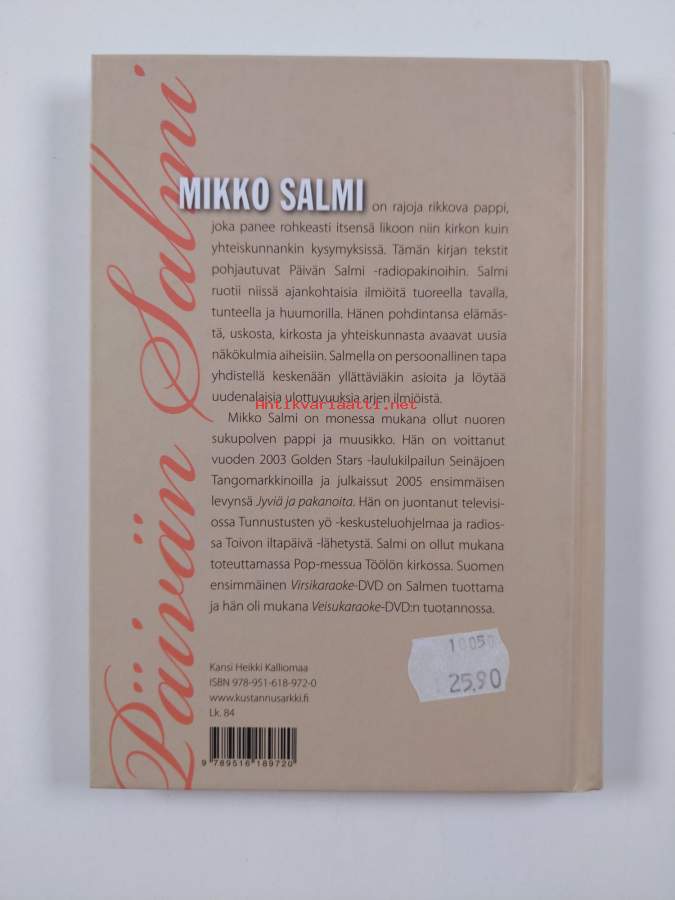 Päivän Salmi
MIKKO SALMI on rajoja rikkova pappi,
joka panee rohkeasti itsensä likoon niin kirkon kuin
yhteiskunnankin kysymyksissä. Tämän kirjan tekstit
pohjautuvat Päivän Salmi -radiopakinoihin. Salmi
ruotii niissä ajankohtaisia ilmiöitä tuoreella tavalla,
tunteella ja huumorilla. Hänen pohdintansa elämäs-
tä, uskosta, kirkosta ja yhteiskunnasta avaavat uusia
näkökulmia aiheisiin. Salmella on persoonallinen tapa
yhdistellä keskenään yllättäviäkin asioita ja löytää
uudenalaisia ulottuvuuksia arjen ilmiöistä.
Antikvariaatti.net
Mikko Salmi on monessa mukana ollut nuoren
sukupolven pappi ja muusikko. Hän on voittanut
vuoden 2003 Golden Stars -laulukilpailun Seinäjoen
Tangomarkkinoilla ja julkaissut 2005 ensimmäisen
levynsä Jyviä ja pakanoita. Hän on juontanut televisi-
ossa Tunnustusten yö -keskusteluohjelmaa ja radios-
sa Toivon iltapäivä -lähetystä. Salmi on ollut mukana
toteuttamassa Pop-messua Töölön kirkossa. Suomen
ensimmäinen Virsikaraoke-DVD on Salmen tuottama
ja hän oli mukana Veisukaraoke-DVD:n tuotannossa.
10050
25.90
Kansi Heikki Kalliomaa
ISBN 978-951-618-972-0
www.kustannusarkki.fi
Lk. 84
9 789516 189720